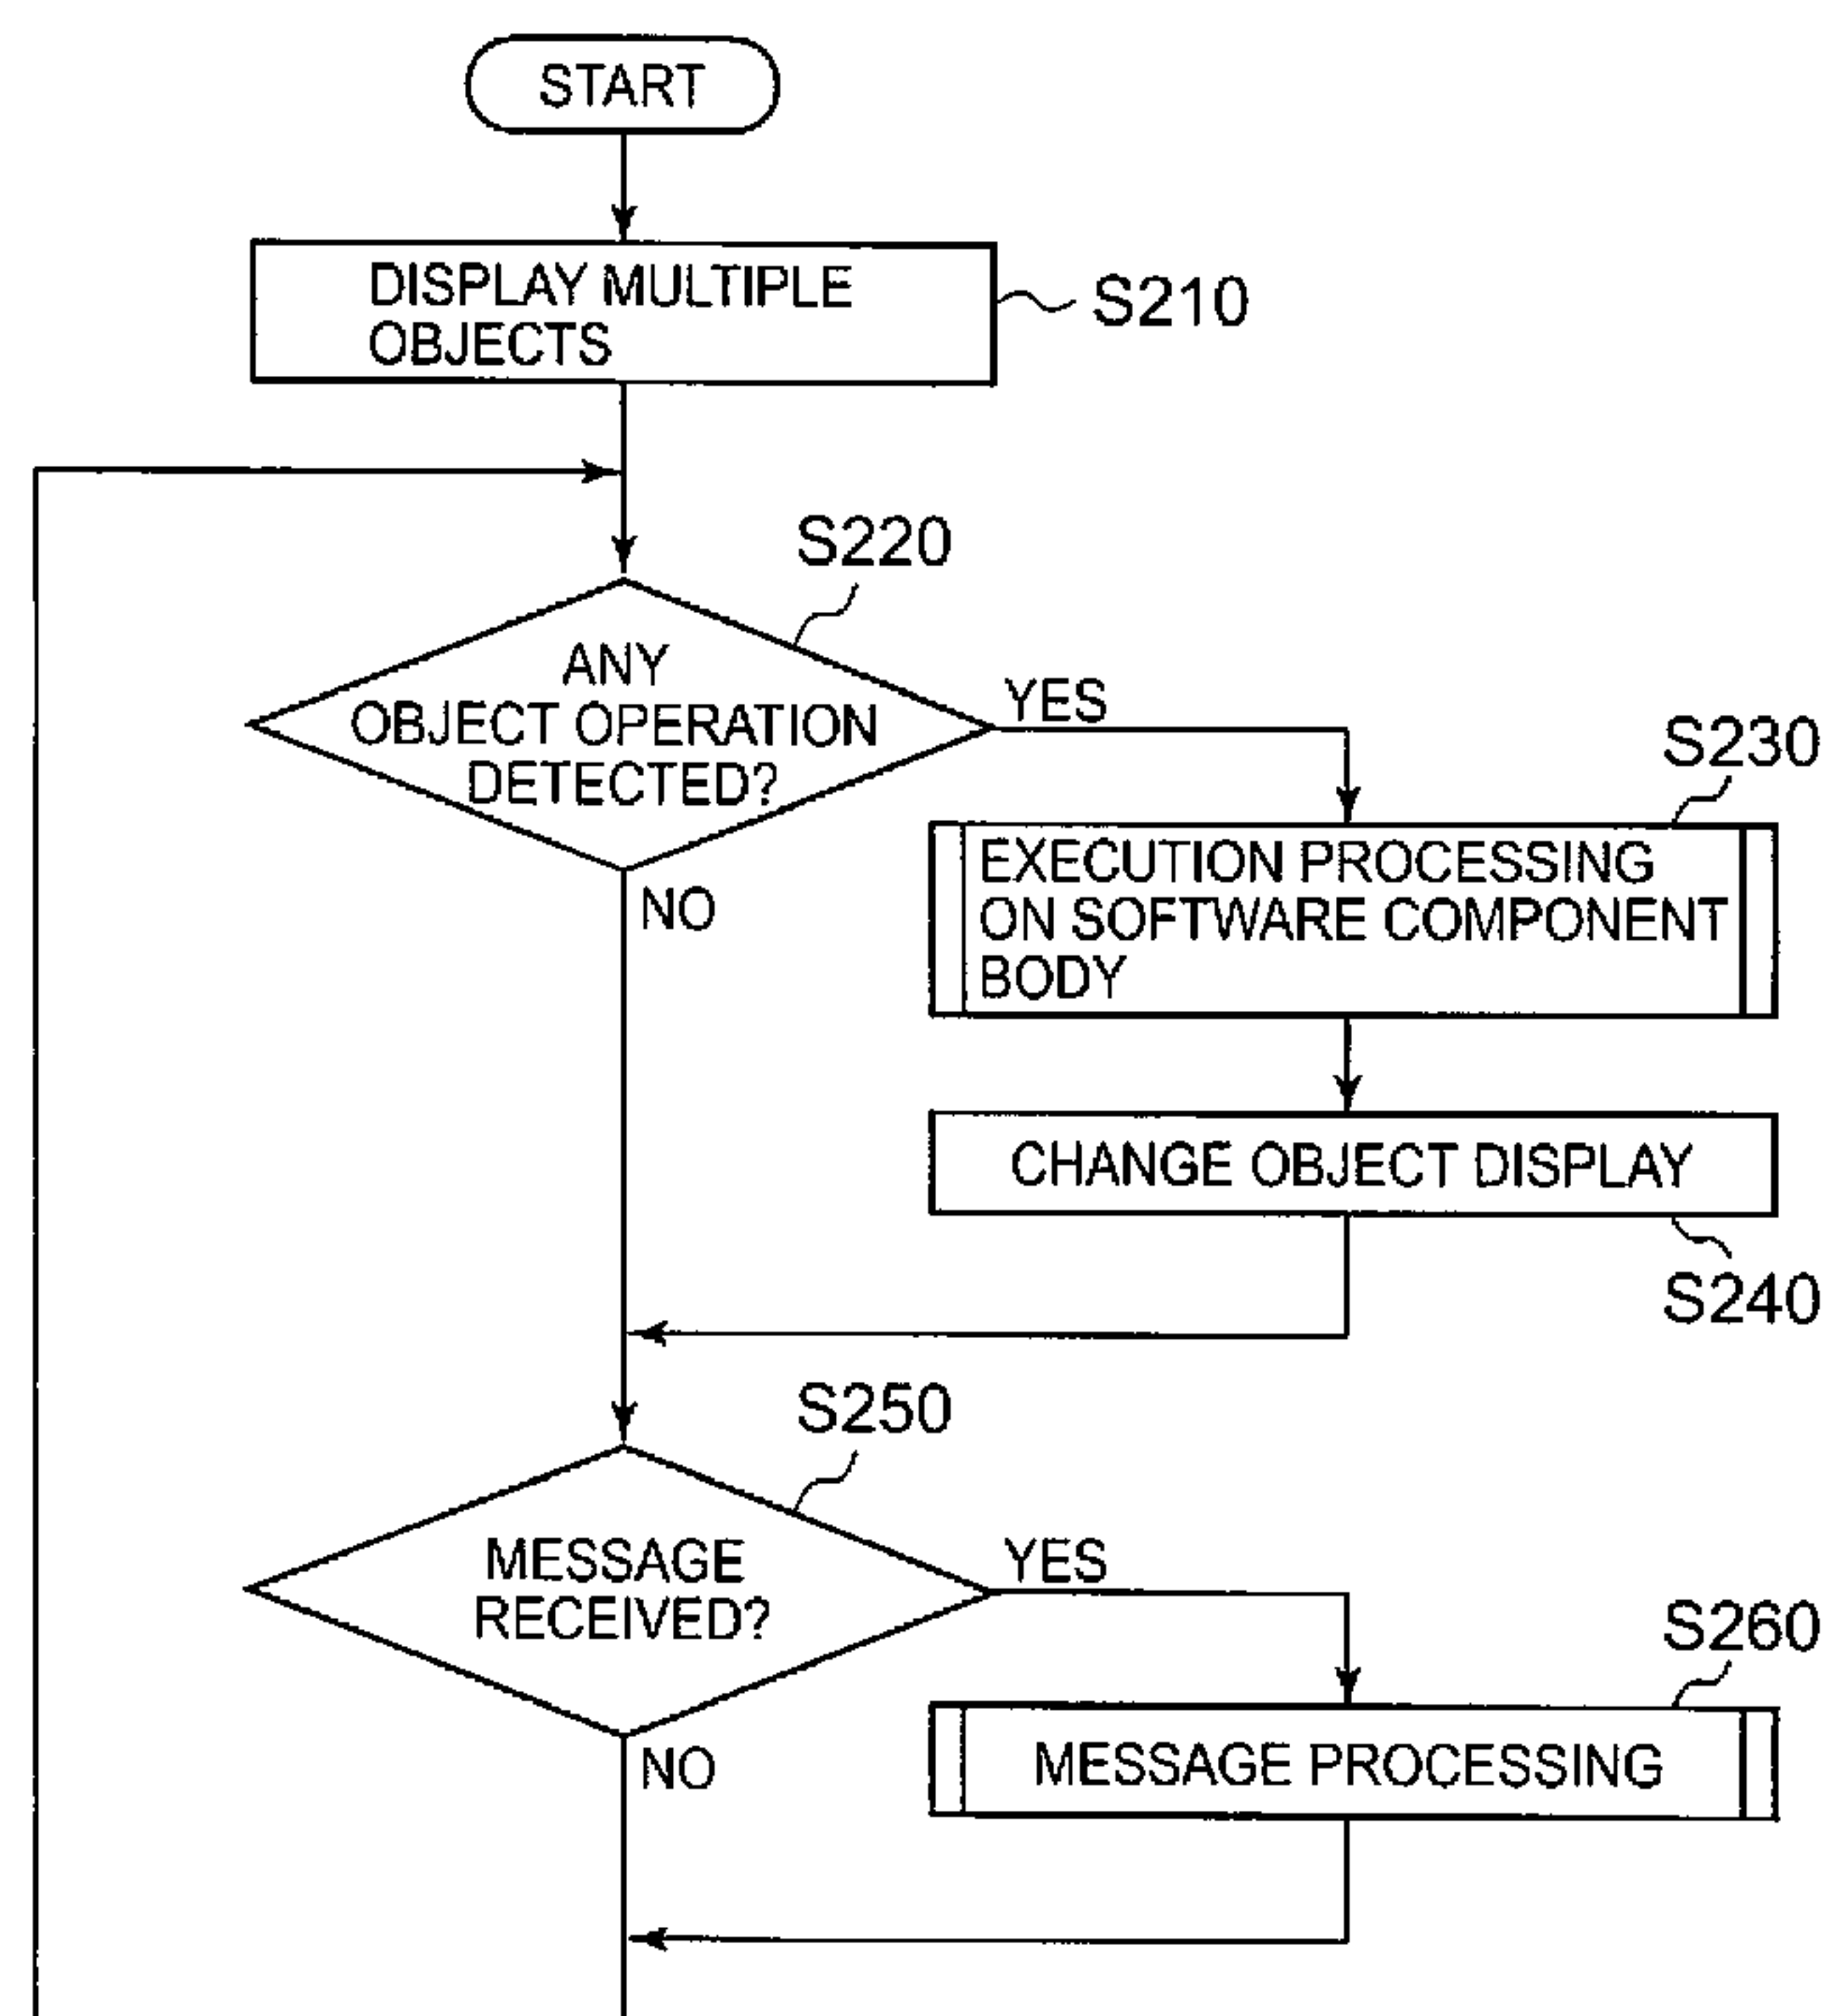 START
DISPLAY MULTIPLE
OBJECTS
S210
S220
ANY
OBJECT OPERATION
DETECTED?
YES
NO
S230
EXECUTION PROCESSING
ON SOFTWARE COMPONENT
BODY
CHANGE OBJECT DISPLAY
S240
S250
MESSAGE
RECEIVED?
YES
NO
S260
MESSAGE PROCESSING